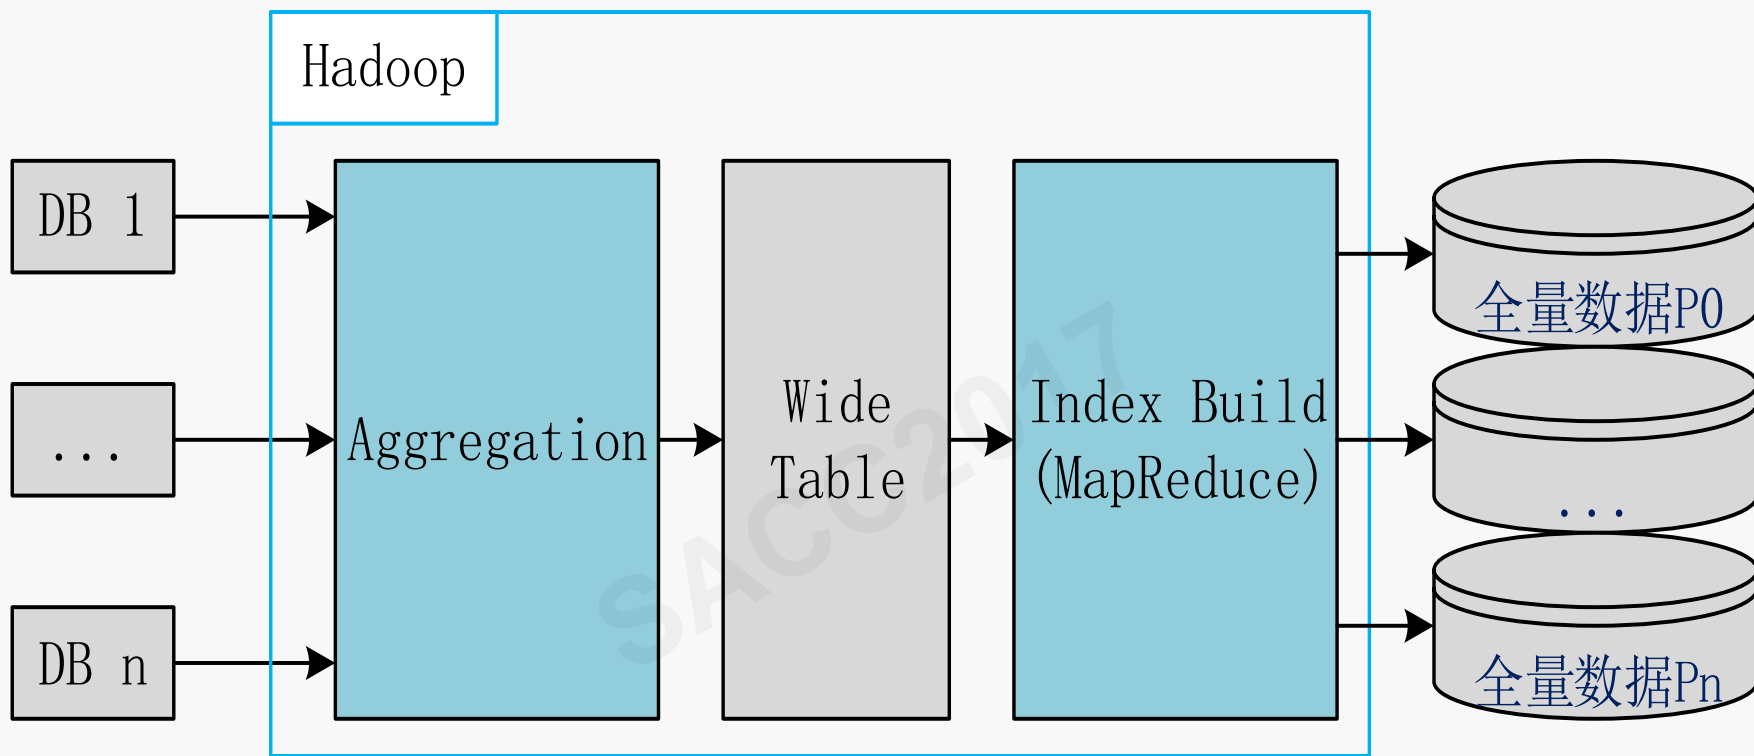 Hadoop
DB 1
...
DB n
Aggregation
Wide
Table
Index Build
(MapReduce)
全量数据P0
...
全量数据Pn
SACC2017